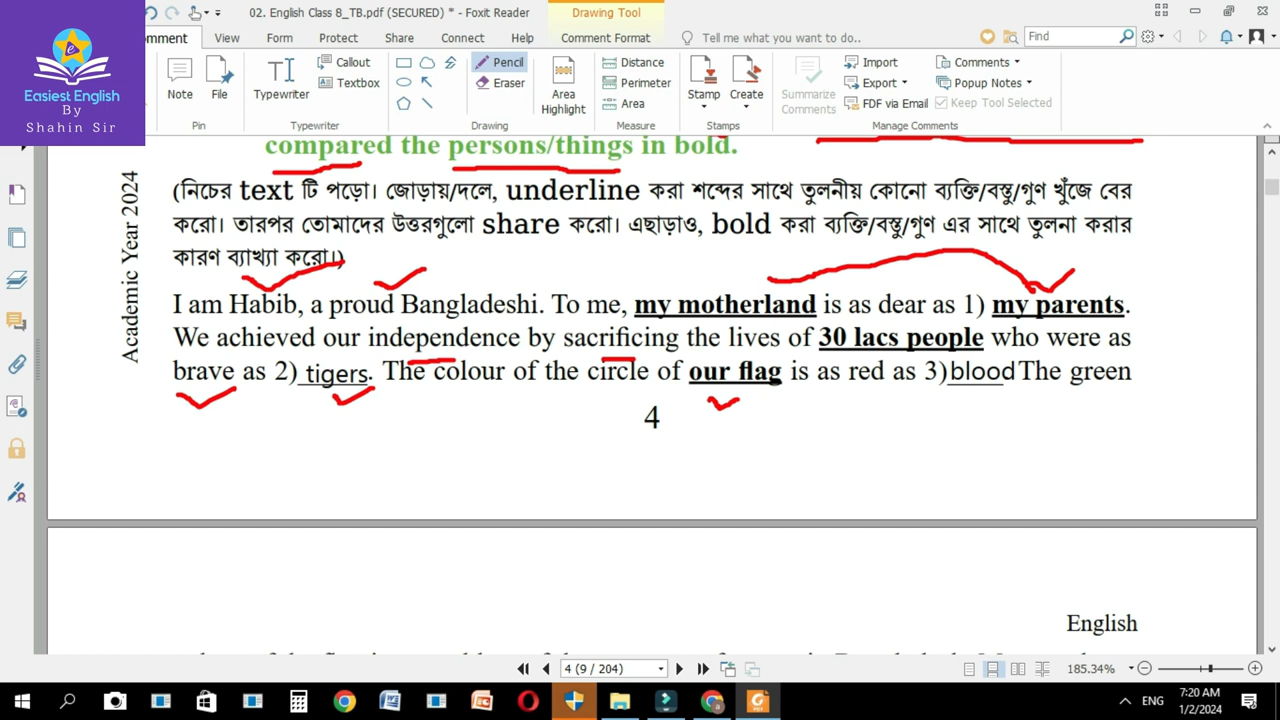 02. English Class 8_TB.pdf (SECURED) * - Foxit Reader
Drawing Tool
omment View Form Protect Share Connect Help Comment Format Tell me what you want to do.. Find
Note File Typewriter Callout Textbox Pencil Eraser Area Highlight Distance Perimeter Area Stamp Create Summarize Comments Import Export FDF via Email Comments Popup Notes Keep Tool Selected
Pin Typewriter Drawing Measure Stamps Manage Comments
Easiest English
By
Shahin Sir
Academic Year 2024
compared the persons/things in bold.
(নিচের text টি পড়ো। জোড়ায়/দলে, underline করা শব্দের সাথে তুলনীয় কোনো ব্যক্তি/বস্তু/গুণ খুঁজে বের
করো। তারপর তোমাদের উত্তরগুলো share করো। এছাড়াও, bold করা ব্যক্তি/বস্তু/গুণ এর সাথে তুলনা করার
কারণ ব্যাখ্যা করো।)
I am Habib, a proud Bangladeshi. To me, my motherland is as dear as 1) my parents.
We achieved our independence by sacrificing the lives of 30 lacs people who were as
brave as 2) tigers. The colour of the circle of our flag is as red as 3)blood The green
4
English
4 (9 / 204) 185.34%
ENG 7:20 AM
1/2/2024